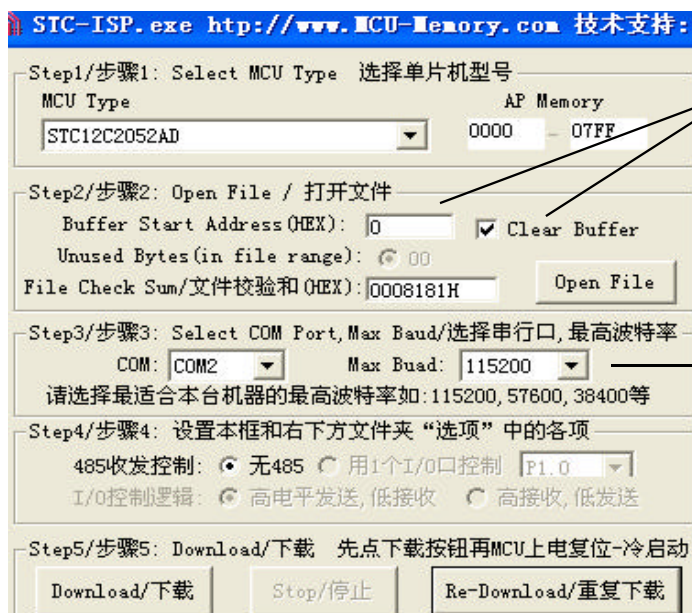 STC-ISP.exe htp://www.MCU-Memory.com 技术支持:
Step1/步骤1: Select MCU Type 选择单片机型号
MCU Type AP Memory
STC12C2052AD 0000 - 07FF
Step2/步骤2: Open File / 打开文件
Buffer Start Address(HEX): 0 Clear Buffer
Unused Bytes(in file range): 00
File Check Sum/文件校验和(HEX): 0008181H Open File
Step3/步骤3: Select COM Port,Max Baud/选择串行口,最高波特率
COM: COM2 Max Buad: 115200
请选择最适合本台机器的最高波特率如:115200,57600,38400等
Step4/步骤4: 设置本框和右下方文件夹“选项”中的各项
485收发控制: 无485 用1个I/O口控制 P1.0
I/O控制逻辑: 高电平发送,低接收 高接收,低发送
Step5/步骤5: Download/下载 先点下载按钮再MCU上电复位-冷启动
Download/下载 Stop/停止 Re-Download/重复下载